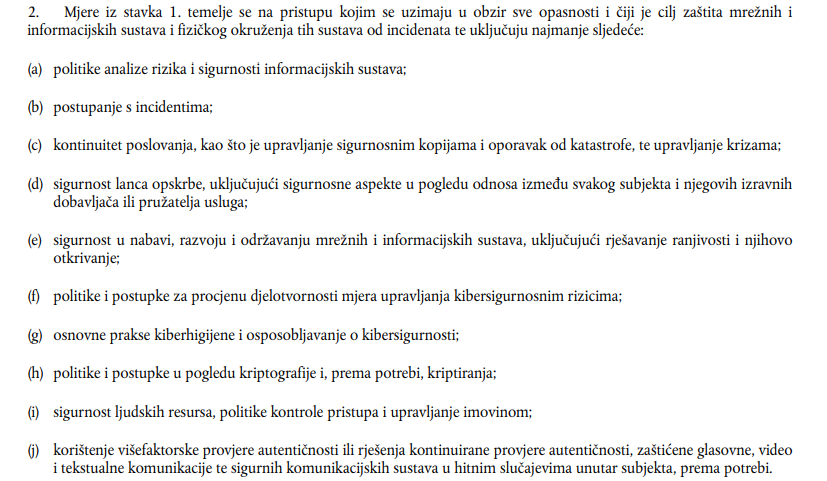 2. Mjere iz stavka 1. temelje se na pristupu kojim se uzimaju u obzir sve opasnosti i čiji je cilj zaštita mrežnih i
informacijskih sustava i fizičkog okruženja tih sustava od incidenata te uključuju najmanje sljedeće:
(a) politike analize rizika i sigurnosti informacijskih sustava;
(b) postupanje s incidentima;
(c) kontinuitet poslovanja, kao što je upravljanje sigurnosnim kopijama i oporavak od katastrofe, te upravljanje krizama;
(d) sigurnost lanca opskrbe, uključujući sigurnosne aspekte u pogledu odnosa između svakog subjekta i njegovih izravnih
dobavljača ili pružatelja usluga;
(e) sigurnost u nabavi, razvoju i održavanju mrežnih i informacijskih sustava, uključujući rješavanje ranjivosti i njihovo
otkrivanje;
(f) politike i postupke za procjenu djelotvornosti mjera upravljanja kibersigurnosnim rizicima;
(g) osnovne prakse kiberhigijene i osposobljavanje o kibersigurnosti;
(h) politike i postupke u pogledu kriptografije i, prema potrebi, kriptiranja;
(i) sigurnost ljudskih resursa, politike kontrole pristupa i upravljanje imovinom;
(j) korištenje višefaktorske provjere autentičnosti ili rješenja kontinuirane provjere autentičnosti, zaštićene glasovne, video
i tekstualne komunikacije te sigurnih komunikacijskih sustava u hitnim slučajevima unutar subjekta, prema potrebi.